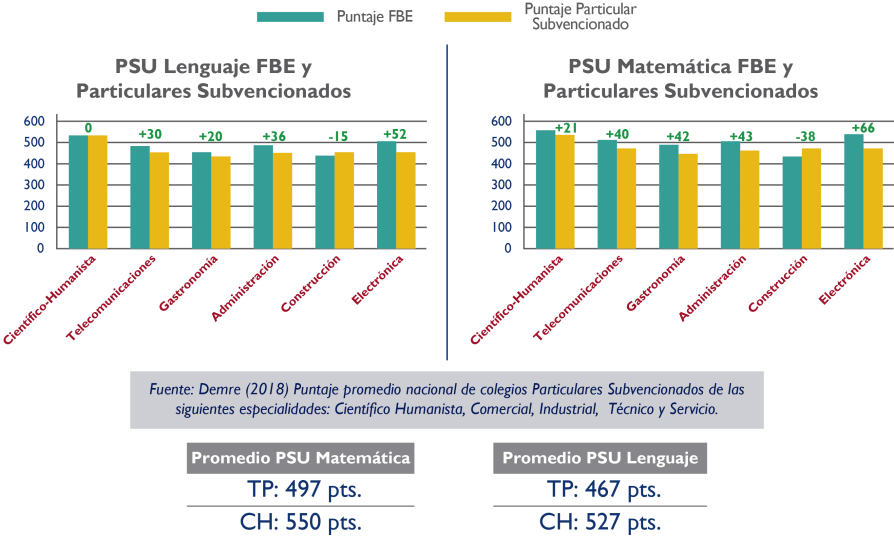 Puntaje FBE
Puntaje Particular
Subvencionado
PSU Lenguaje FBE y
Particulares Subvencionados
600
500
400
300
200
100
0
0
+30
+20
+36
-15
+52
Científico-Humanista
Telecomunicaciones
Gastronomía
Administración
Construcción
Electrónica
PSU Matemática FBE y
Particulares Subvencionados
600
500
400
300
200
100
0
+21
+40
+42
+43
-38
+66
Científico-Humanista
Telecomunicaciones
Gastronomía
Administración
Construcción
Electrónica
Fuente: Demre (2018) Puntaje promedio nacional de colegios Particulares Subvencionados de las
siguientes especialidades: Científico Humanista, Comercial, Industrial, Técnico y Servicio.
Promedio PSU Matemática
TP: 497 pts.
CH: 550 pts.
Promedio PSU Lenguaje
TP: 467 pts.
CH: 527 pts.